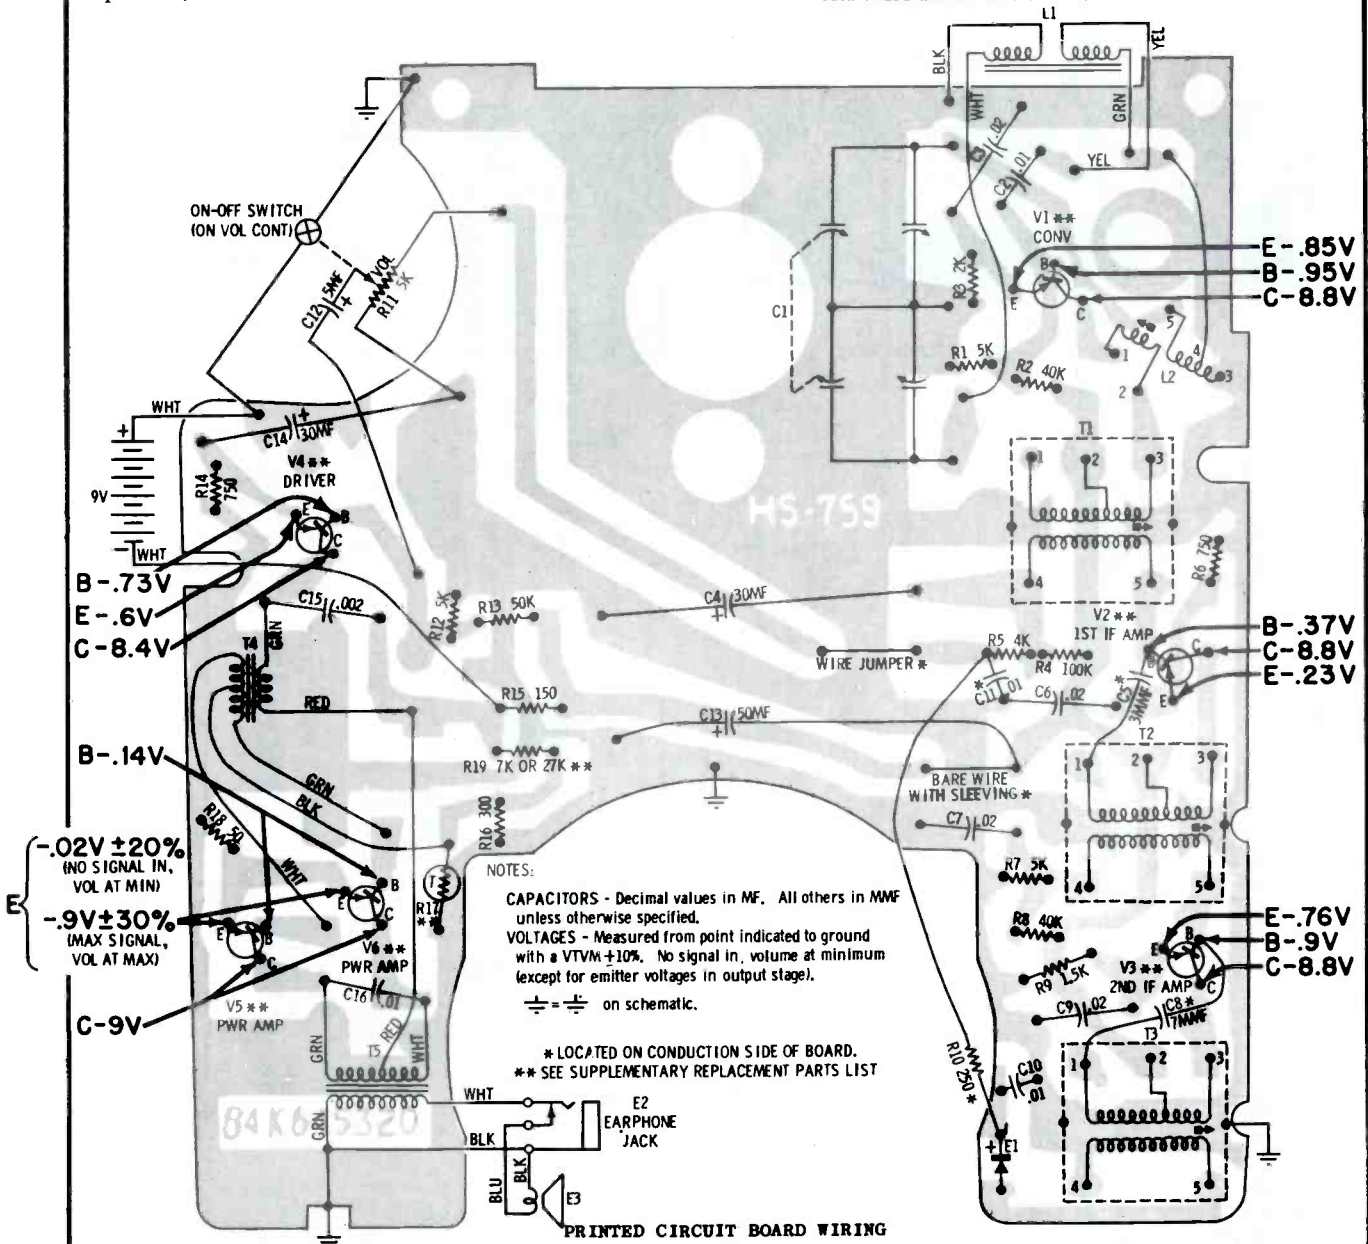 L1
BLK
WHT
YEL
GRN
YEL
C3 .02
C2 .01
ON-OFF SWITCH
(ON VOL CONT)
VOL
R11 5K
C12 5MF
+
C1
V1 **
CONV
B
E
C
E-.85V
B-.95V
C-8.8V
R3 2K
R1 5K
R2 40K
5
4
1
L2
3
2
WHT
+
9V
-
WHT
C14 + 30MF
R14 750
V4 **
DRIVER
E
B
C
T1
1 2 3
4 5
HS-759
R6 750
B-.73V
E-.6V
C-8.4V
C15 .002
GRN
T4
RED
R12 5K
R13 50K
C4 30MF
+
WIRE JUMPER *
V2 **
1ST IF AMP
B-.37V
C-8.8V
E-.23V
B
C
E
R5 4K
R4 100K
C11 .01
*
C6 .02
C5 *
3MMF
R15 150
R19 7K OR 27K **
C13 50MF
+
T2
1 2 3
4 5
BARE WIRE
WITH SLEEVING *
B-.14V
GRN
BLK
R18 50
WHT
R16 300
C7 .02
E
-.02V ±20%
(NO SIGNAL IN,
VOL AT MIN)
-.9V±30%
(MAX SIGNAL,
VOL AT MAX)
B
E
C
E
B
C
T
R17
**
V6 **
PWR AMP
V5 **
PWR AMP
C-9V
C16 .01
R7 5K
R8 40K
R9 1.5K
E
B
C
E-.76V
B-.9V
C-8.8V
V3 **
2ND IF AMP
C9 .02
C8 *
7MMF
T3
1 2 3
4 5
R10 250 *
C10
.01
+
E1
NOTES:
CAPACITORS - Decimal values in MF. All others in MMF
unless otherwise specified.
VOLTAGES - Measured from point indicated to ground
with a VTVM ±10%. No signal in, volume at minimum
(except for emitter voltages in output stage).
= on schematic.
* LOCATED ON CONDUCTION SIDE OF BOARD.
** SEE SUPPLEMENTARY REPLACEMENT PARTS LIST
GRN
T5
RED
WHT
GRN
WHT
BLK
E2
EARPHONE
JACK
BLU
BLK
E3
PRINTED CIRCUIT BOARD WIRING